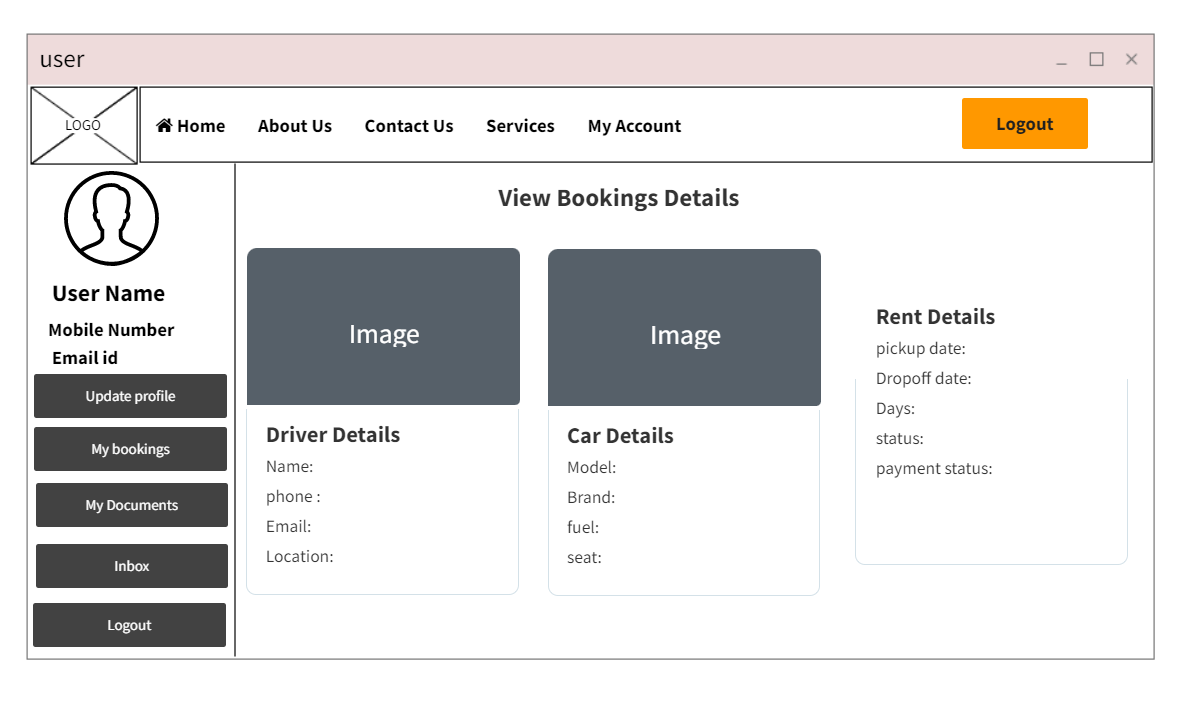 user
LOGO
Home About Us Contact Us Services My Account Logout
User Name
Mobile Number
Email id
Update profile
My bookings
My Documents
Inbox
Logout
View Bookings Details
Image
Driver Details
Name:
phone :
Email:
Location:
Image
Car Details
Model:
Brand:
fuel:
seat:
Rent Details
pickup date:
Dropoff date:
Days:
status:
payment status: